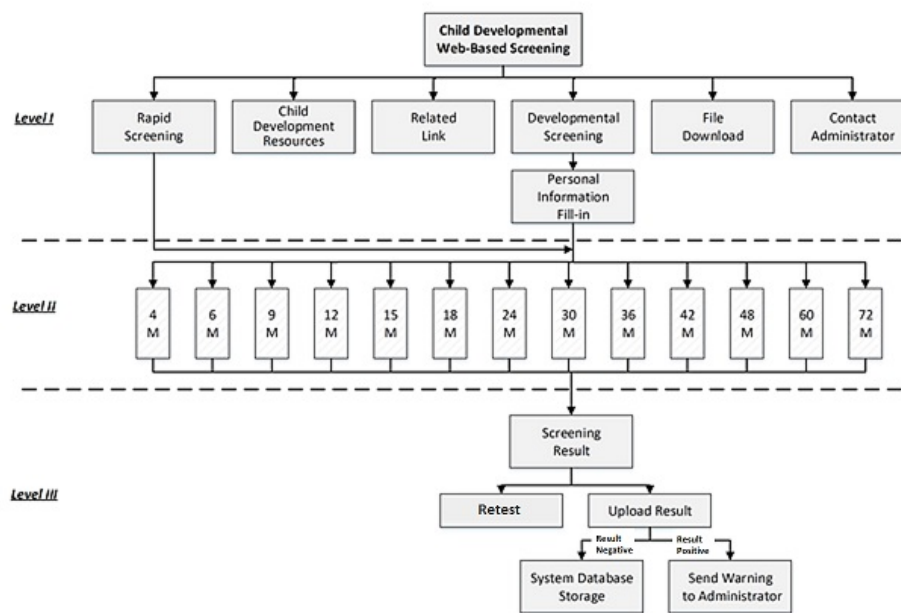 Child Developmental
Web-Based Screening
Level I
Rapid
Screening
Child
Development
Resources
Related
Link
Developmental
Screening
File
Download
Contact
Administrator
Personal
Information
Fill-in
Level II
4
M
6
M
9
M
12
M
15
M
18
M
24
M
30
M
36
M
42
M
48
M
60
M
72
M
Screening
Result
Level III
Retest
Upload Result
Result
Negative
Result
Positive
System Database
Storage
Send Warning
to Administrator